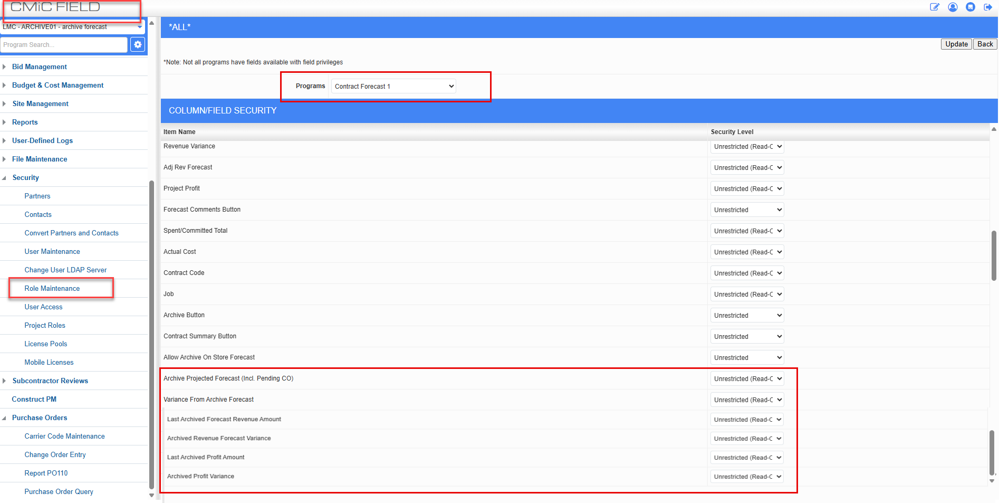 CMiC FIELD
LMC - ARCHIVE01 - archive forecast
Program Search...
Bid Management
Budget & Cost Management
Site Management
Reports
User-Defined Logs
File Maintenance
Security
Partners
Contacts
Convert Partners and Contacts
User Maintenance
Change User LDAP Server
Role Maintenance
User Access
Project Roles
License Pools
Mobile Licenses
Subcontractor Reviews
Construct PM
Purchase Orders
Carrier Code Maintenance
Change Order Entry
Report PO110
Purchase Order Query
*ALL*
Update Back
*Note: Not all programs have fields available with field privileges
Programs Contract Forecast 1
COLUMN/FIELD SECURITY
Item Name Security Level
Revenue Variance Unrestricted (Read-C
Adj Rev Forecast Unrestricted (Read-C
Project Profit Unrestricted (Read-C
Forecast Comments Button Unrestricted
Spent/Committed Total Unrestricted (Read-C
Actual Cost Unrestricted (Read-C
Contract Code Unrestricted (Read-C
Job Unrestricted (Read-C
Archive Button Unrestricted
Contract Summary Button Unrestricted
Allow Archive On Store Forecast Unrestricted
Archive Projected Forecast (Incl. Pending CO) Unrestricted (Read-C
Variance From Archive Forecast Unrestricted (Read-C
Last Archived Forecast Revenue Amount Unrestricted (Read-C
Archived Revenue Forecast Variance Unrestricted (Read-C
Last Archived Profit Amount Unrestricted (Read-C
Archived Profit Variance Unrestricted (Read-C